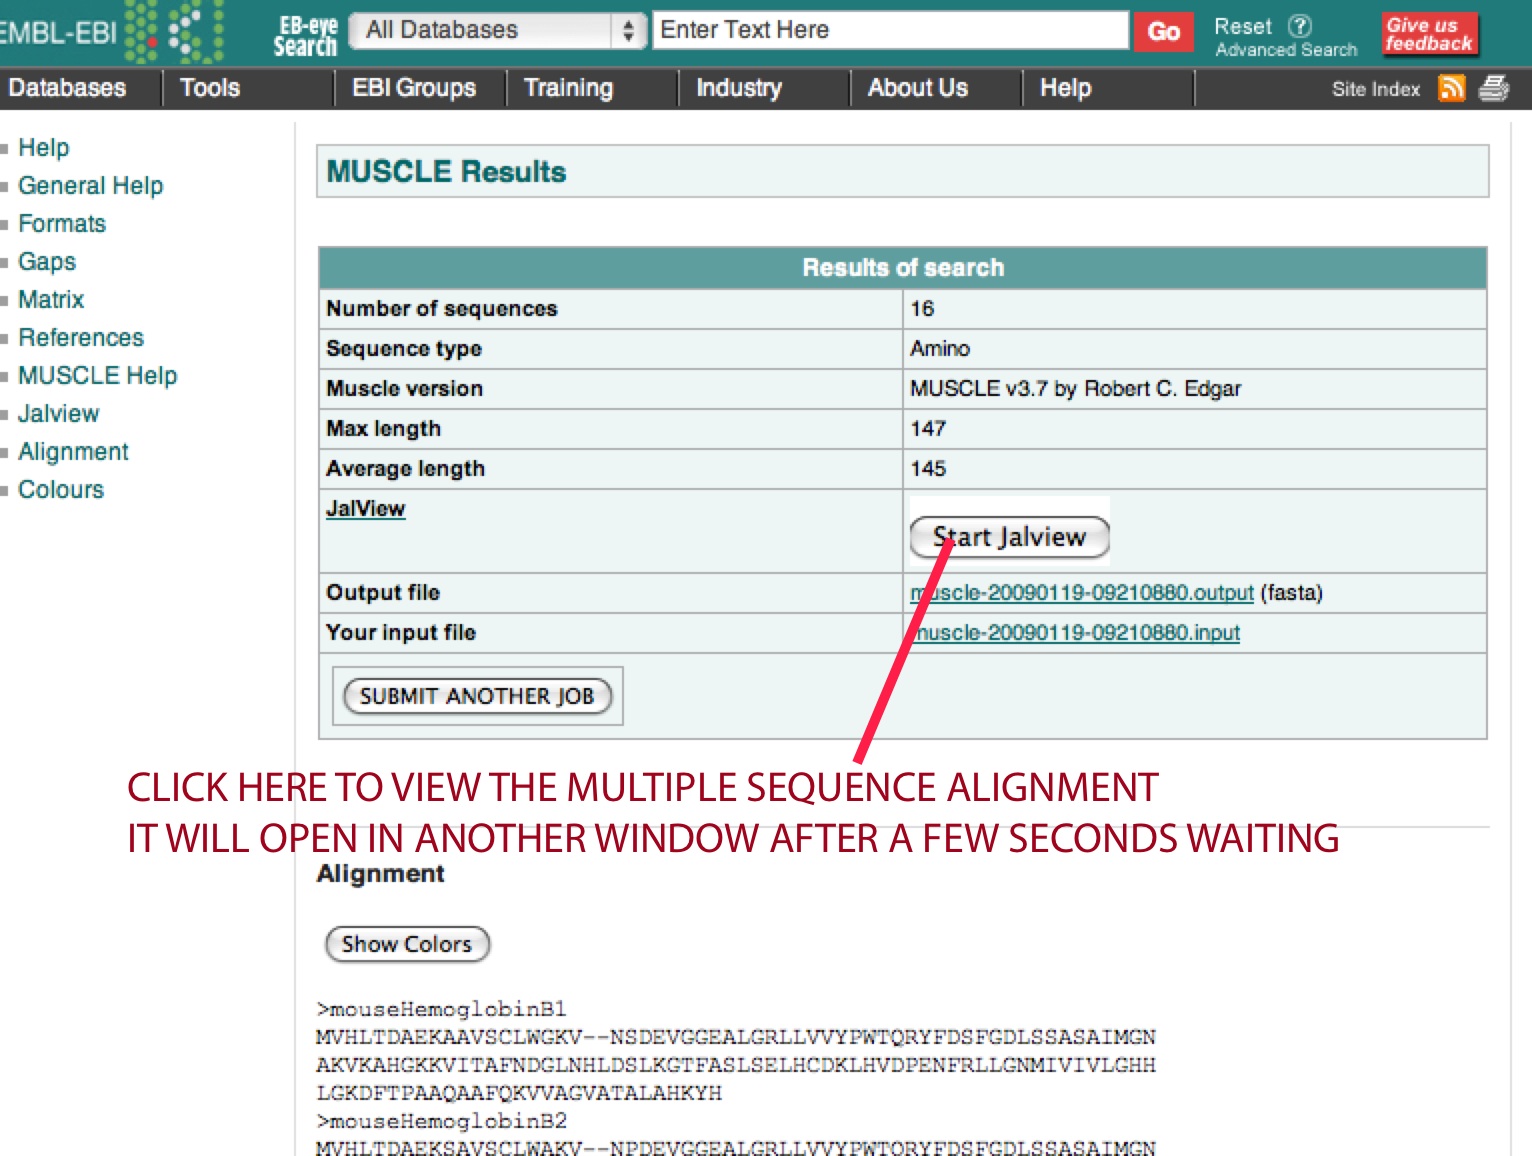 EMBL-EBI
EB-eye
Search
All Databases
Enter Text Here
Go
Reset ?
Advanced Search
Give us
feedback
Databases
Tools
EBI Groups
Training
Industry
About Us
Help
Site Index
Help
General Help
Formats
Gaps
Matrix
References
MUSCLE Help
Jalview
Alignment
Colours
MUSCLE Results
Results of search
Number of sequences 16
Sequence type Amino
Muscle version MUSCLE v3.7 by Robert C. Edgar
Max length 147
Average length 145
JalView
Start Jalview
Output file muscle-20090119-09210880.output (fasta)
Your input file muscle-20090119-09210880.input
SUBMIT ANOTHER JOB
CLICK HERE TO VIEW THE MULTIPLE SEQUENCE ALIGNMENT
IT WILL OPEN IN ANOTHER WINDOW AFTER A FEW SECONDS WAITING
Alignment
Show Colors
>mouseHemoglobinB1
MVHLTDAEKAAVSCLWGKV--NSDEVGGEALGRLLVVYPWTQRYFDSFGDLSSASAIMGN
AKVKAHGKKVITAFNDGLNHLDSLKGTFASLSELHCDKLHVDPENFRLLGNMIVIVLGHH
LGKDFTPAAQAAFQKVVAGVATALAHKYH
>mouseHemoglobinB2
MVHLTDAEKSAVSCLWAKV--NPDEVGGEALGRLLVVYPWTQRYFDSFGDLSSASAIMGN